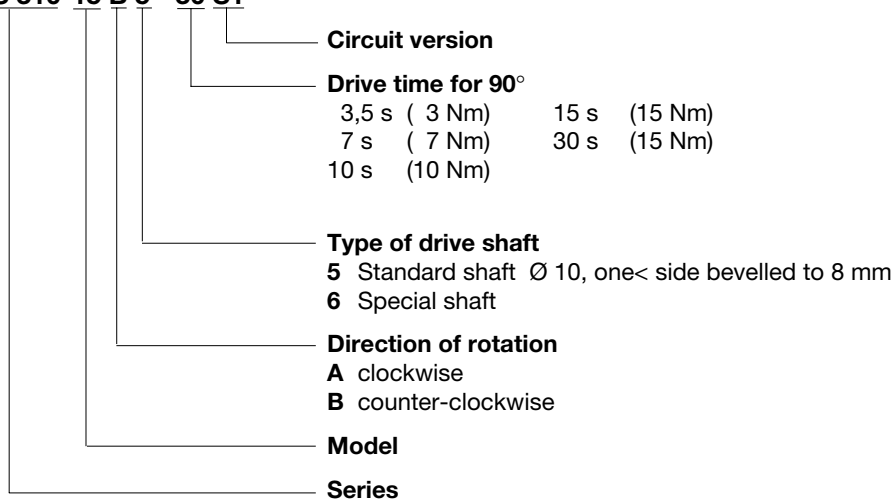 Circuit version
Drive time for 90°
3,5 s ( 3 Nm) 15 s (15 Nm)
7 s ( 7 Nm) 30 s (15 Nm)
10 s (10 Nm)
Type of drive shaft
5 Standard shaft Ø 10, one< side bevelled to 8 mm
6 Special shaft
Direction of rotation
A clockwise
B counter-clockwise
Model
Series